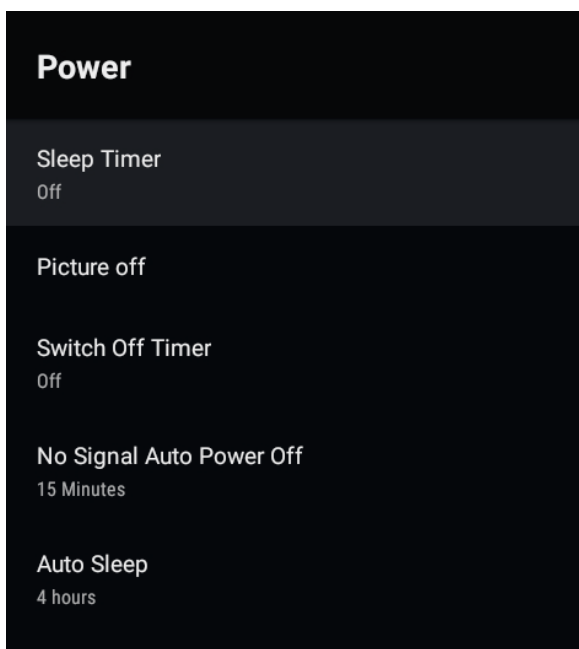 Power
Sleep Timer
Off
Picture off
Switch Off Timer
Off
No Signal Auto Power Off
15 Minutes
Auto Sleep
4 hours